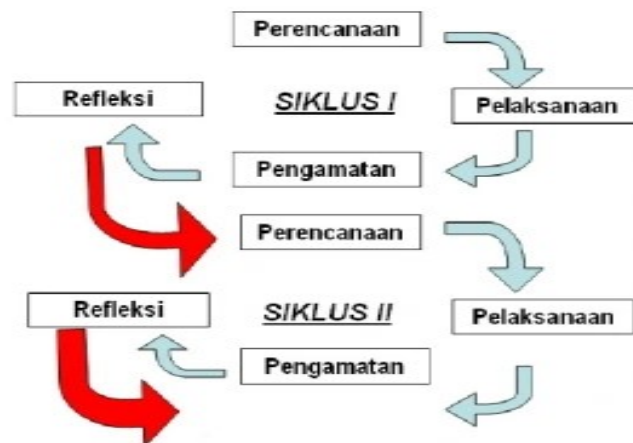 Perencanaan
Refleksi
SIKLUS I
Pelaksanaan
Pengamatan
Perencanaan
Refleksi
SIKLUS II
Pelaksanaan
Pengamatan